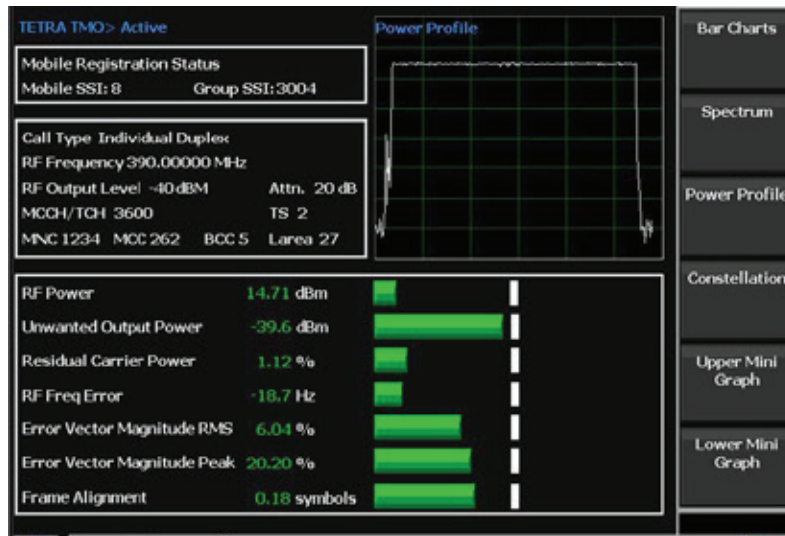 TETRA TMO> Active
Power Profile
Mobile Registration Status
Mobile SSI: 8 Group SSI: 3004
Call Type Individual Duplex
RF Frequency 390.00000 MHz
RF Output Level -40 dBM Attn. 20 dB
MCCH/TCH 3600 TS 2
MNC 1234 MCC 262 BCC 5 Larea 27
RF Power 14.71 dBm
Unwanted Output Power -39.6 dBm
Residual Carrier Power 1.12 %
RF Freq Error -18.7 Hz
Error Vector Magnitude RMS 6.04 %
Error Vector Magnitude Peak 20.20 %
Frame Alignment 0.18 symbols
Bar Charts
Spectrum
Power Profile
Constellation
Upper Mini
Graph
Lower Mini
Graph